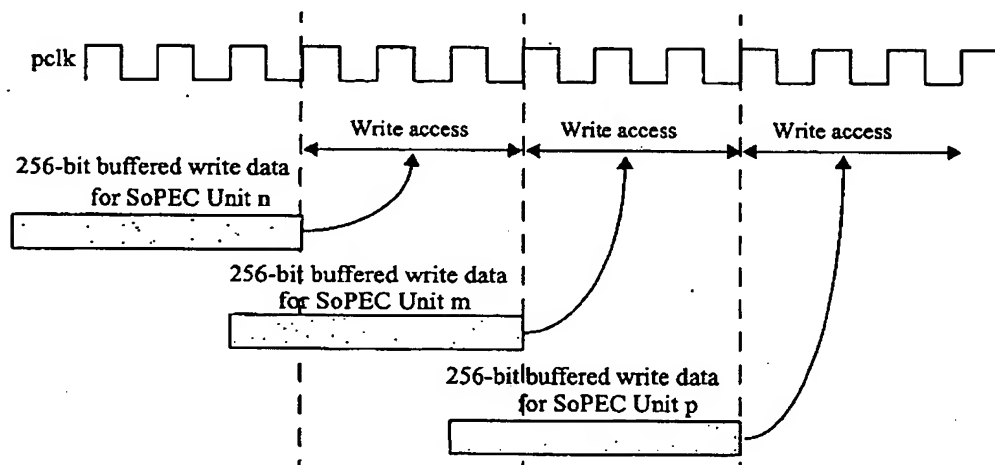 pclk
Write access
Write access
Write access
256-bit buffered write data
for SoPEC Unit n
256-bit buffered write data
for SoPEC Unit m
256-bit buffered write data
for SoPEC Unit p